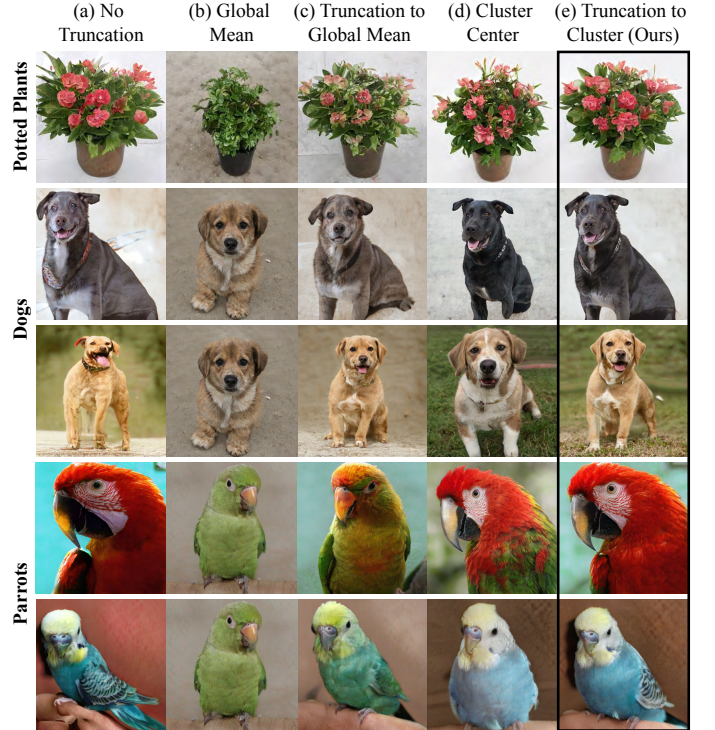 (a) No
Truncation
(b) Global
Mean
(c) Truncation to
Global Mean
(d) Cluster
Center
(e) Truncation to
Cluster (Ours)
Potted Plants
Dogs
Parrots